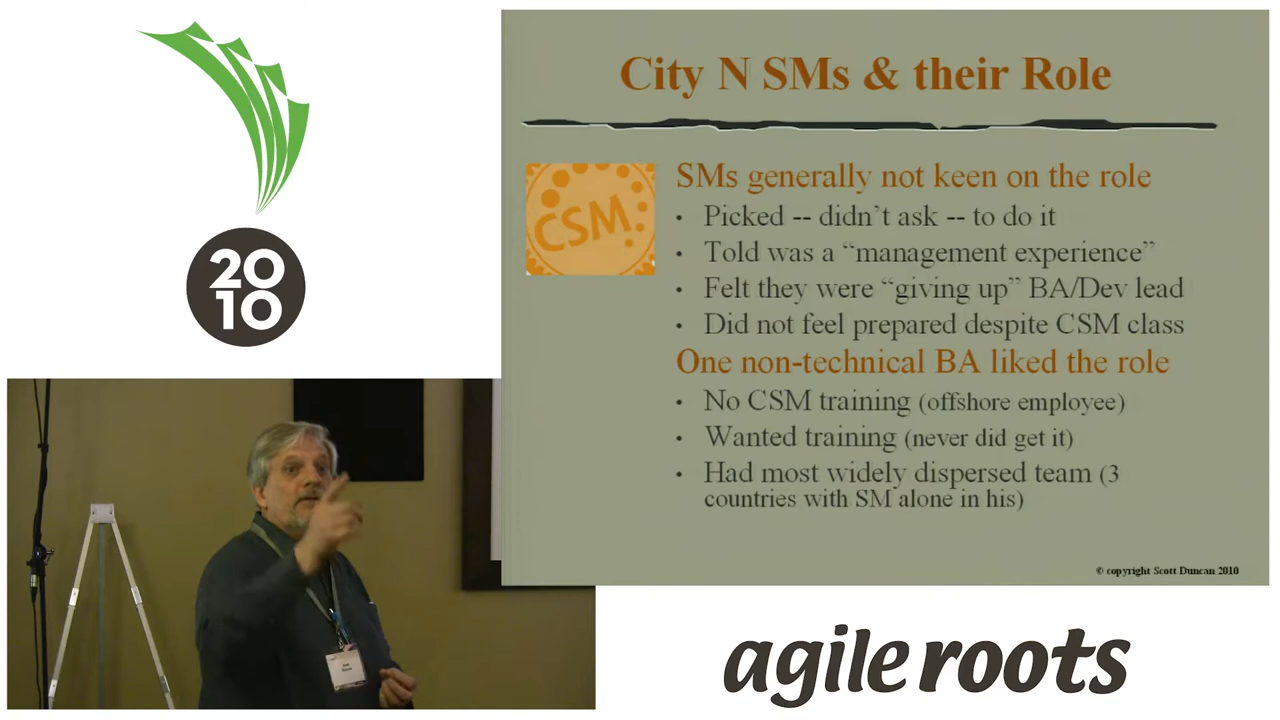 20
10
City N SMs & their Role
CSM
SMs generally not keen on the role
• Picked -- didn't ask -- to do it
• Told was a “management experience”
• Felt they were “giving up” BA/Dev lead
• Did not feel prepared despite CSM class
One non-technical BA liked the role
• No CSM training (offshore employee)
• Wanted training (never did get it)
• Had most widely dispersed team (3
countries with SM alone in his)
© copyright Scott Duncan 2010
agile roots